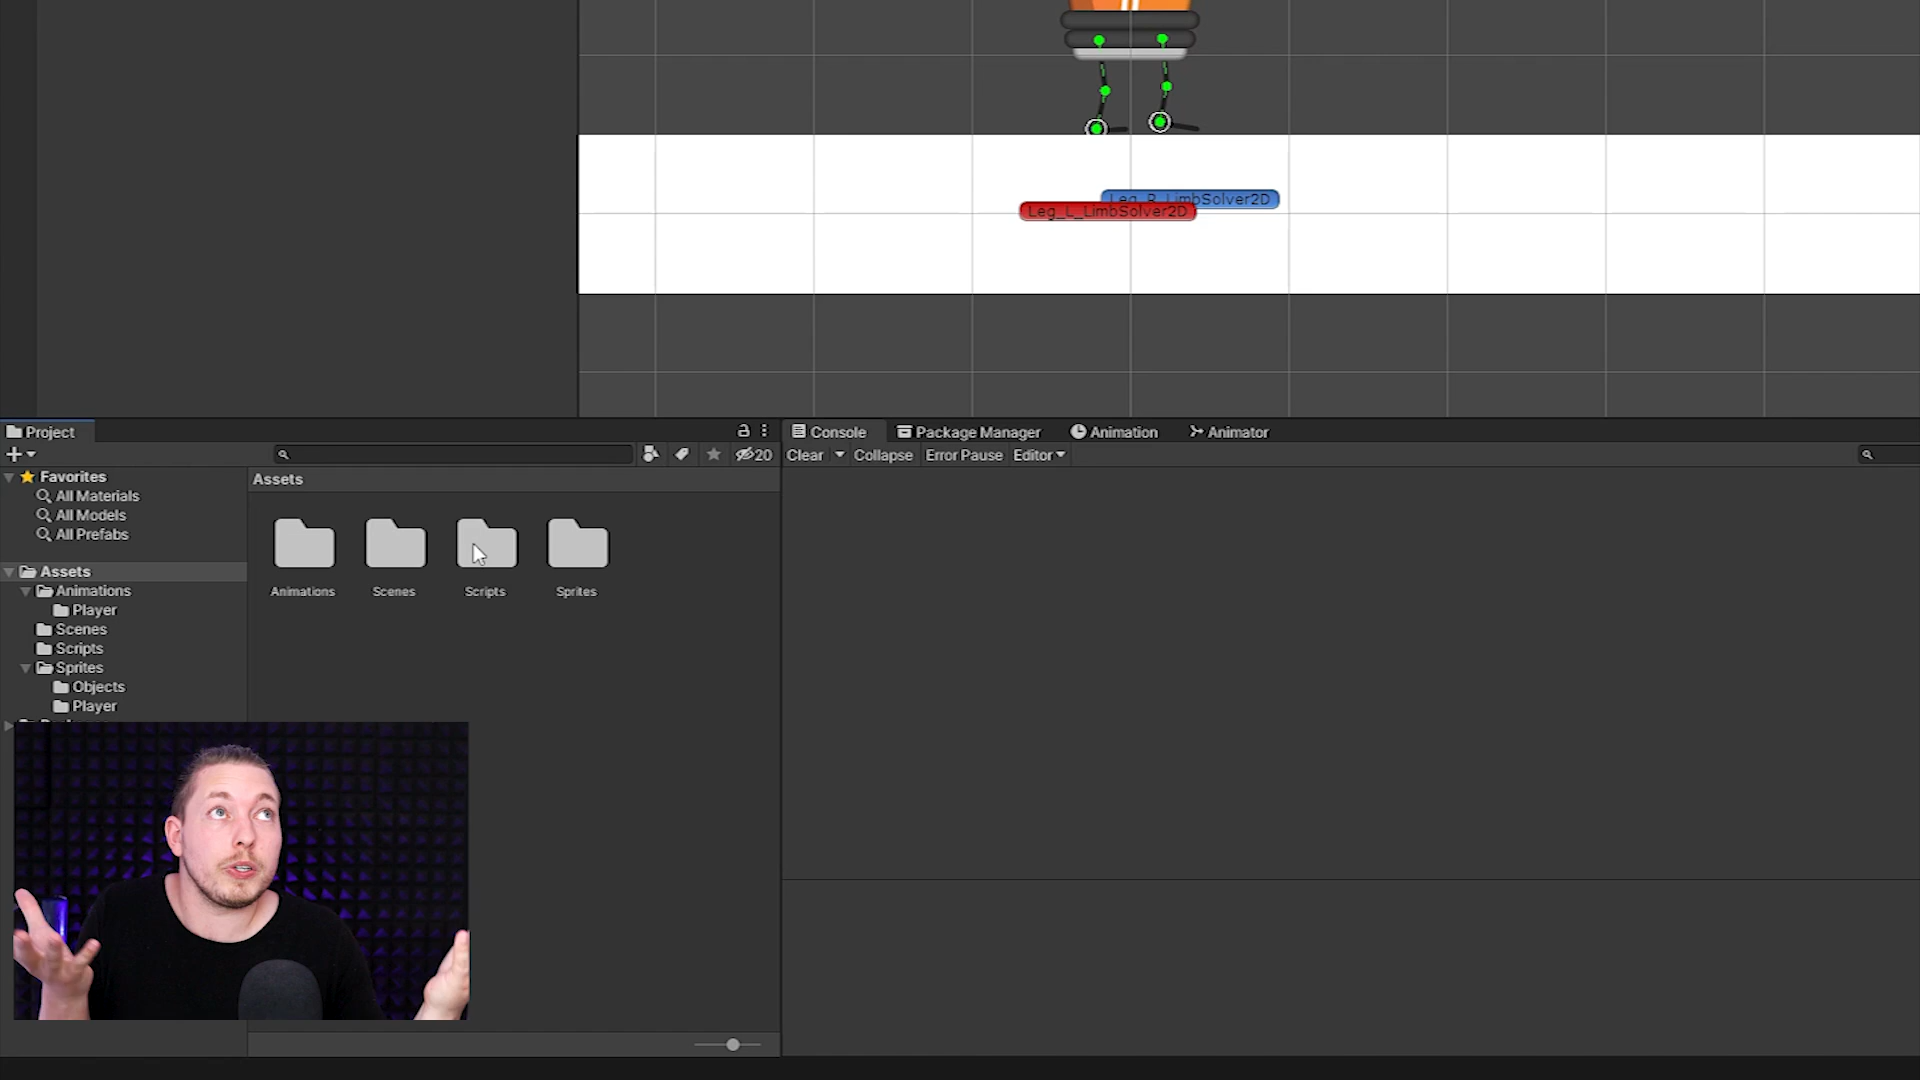 Leg_R_LimbSolver2D
Leg_L_LimbSolver2D
Project
Console
Package Manager
Animation
Animator
20
Clear
Collapse
Error Pause
Editor
Favorites
All Materials
All Models
All Prefabs
Assets
Animations
Player
Scenes
Scripts
Sprites
Objects
Player
Assets
Animations
Scenes
Scripts
Sprites